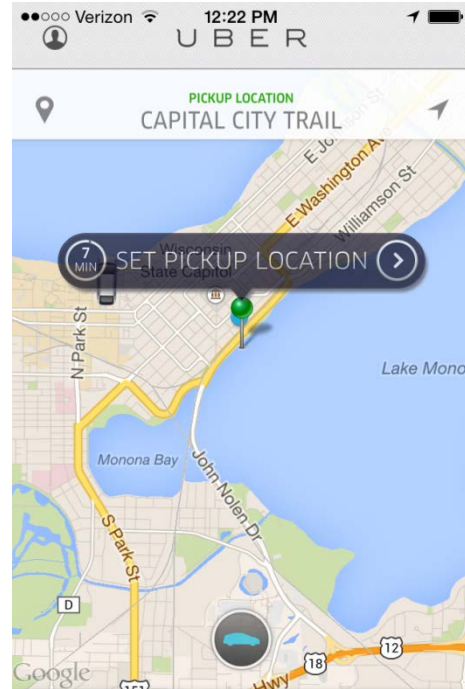 Verizon 12:22 PM
UBER
PICKUP LOCATION
CAPITAL CITY TRAIL
E Johnson St
E Washington Ave
Williamson St
7 MIN SET PICKUP LOCATION
Wisconsin
State Capitol
N Park St
Lake Mono
Monona Bay
John Nolen Dr
S Park St
D
12
18
Google
151
Hwy